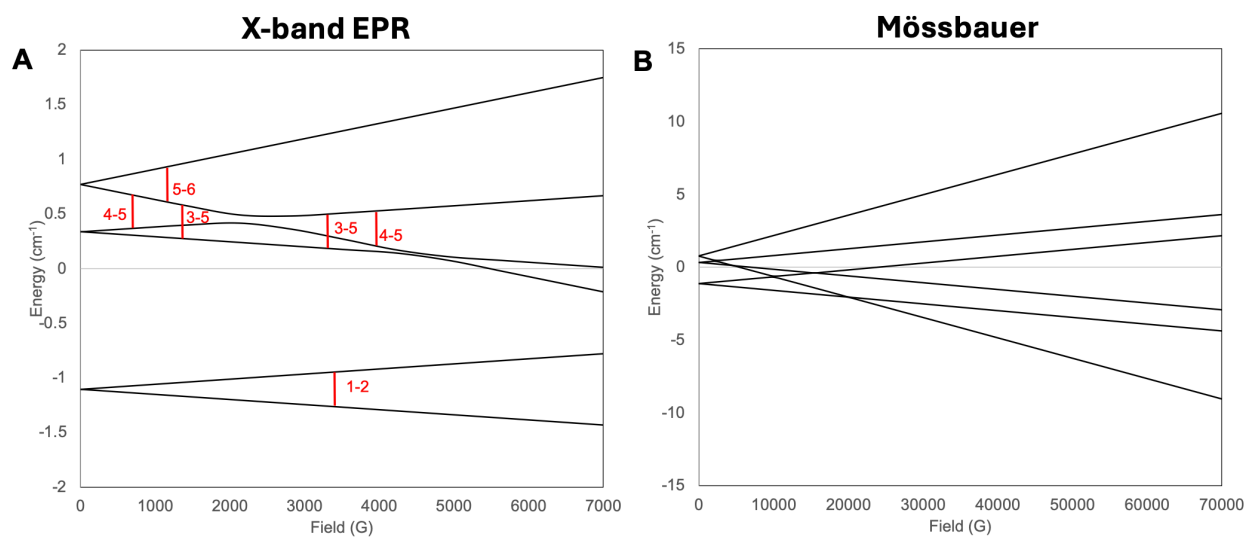 X-band EPR
A
2
1.5
1
0.5
0
-0.5
-1
-1.5
-2
Energy (cm-1)
5-6
4-5
3-5
3-5
4-5
1-2
0 1000 2000 3000 4000 5000 6000 7000
Field (G)
Mössbauer
B
15
10
5
0
-5
-10
-15
Energy (cm-1)
0 10000 20000 30000 40000 50000 60000 70000
Field (G)